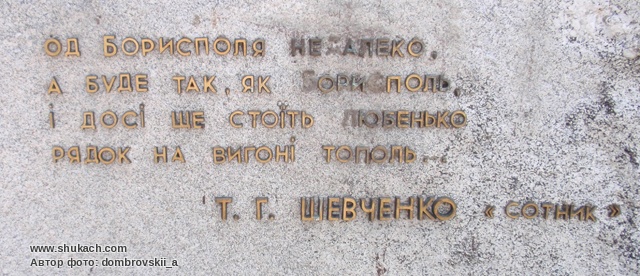 ОД БОРИСПОЛЯ НЕДАЛЕКО,
А БУДЕ ТАК, ЯК БОРИСПОЛЬ,
І ДОСІ ЩЕ СТОЇТЬ ЛЮБЕНЬКО
РЯДОК НА ВИГОНІ ТОПОЛЬ...
Т. Г. ШЕВЧЕНКО «СОТНИК»
www.shukach.com
Автор фото: dombrovskii_a